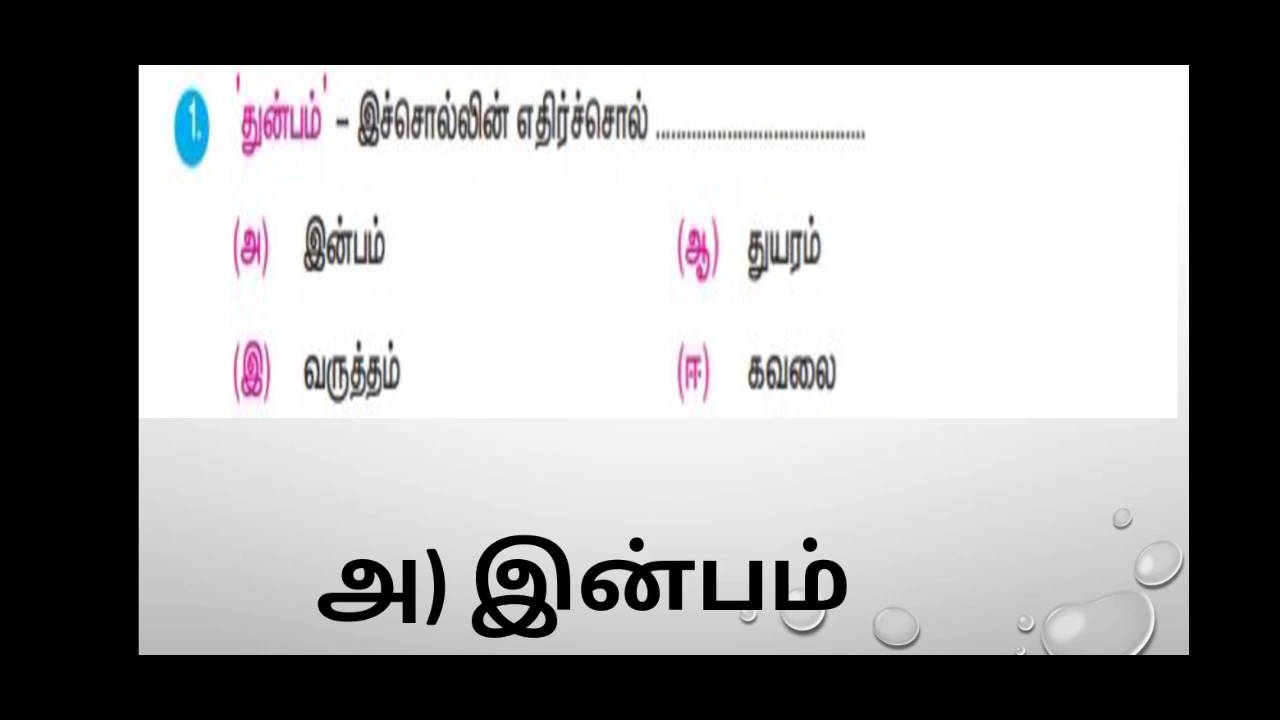 1. 'துன்பம்' – இச்சொல்லின் எதிர்ச்சொல் ........................................
(அ) இன்பம் (ஆ) துயரம்
(இ) வருத்தம் (ஈ) கவலை
அ) இன்பம்